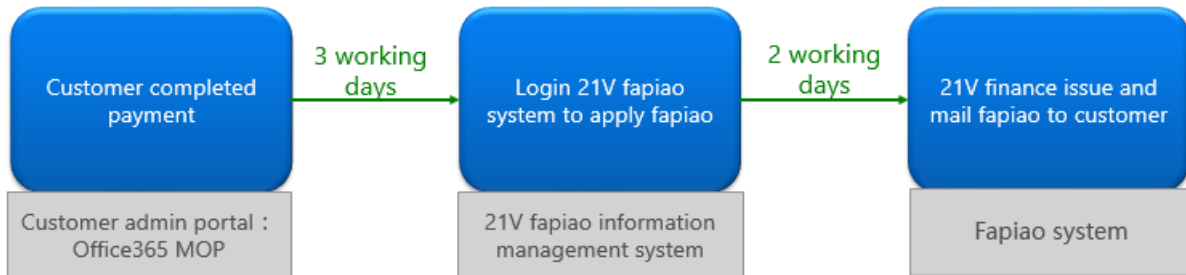 Customer completed
payment
3 working
days
Login 21V fapiao
system to apply fapiao
2 working
days
21V finance issue and
mail fapiao to customer
Customer admin portal：
Office365 MOP
21V fapiao information
management system
Fapiao system